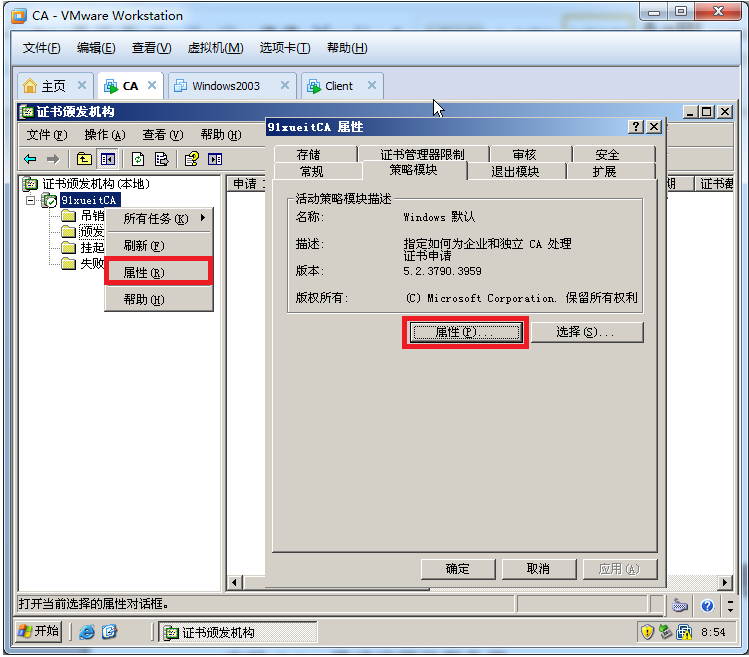 CA - VMware Workstation
文件(F) 编辑(E) 查看(V) 虚拟机(M) 选项卡(T) 帮助(H)
主页 CA Windows2003 Client
证书颁发机构
文件(F) 操作(A) 查看(V) 帮助(H)
证书颁发机构(本地)
91xueitCA
吊销
颁发
挂起
失败
所有任务(K)
刷新(F)
属性(R)
帮助(H)
申请
期 证书截
91xueitCA 属性
存储 证书管理器限制 审核 安全
常规 策略模块 退出模块 扩展
活动策略模块描述
名称: Windows 默认
描述: 指定如何为企业和独立 CA 处理
证书申请
版本: 5.2.3790.3959
版权所有: (C) Microsoft Corporation. 保留所有权利
属性(P)... 选择(S)...
确定 取消 应用(A)
打开当前选择的属性对话框。
开始 证书颁发机构 8:54